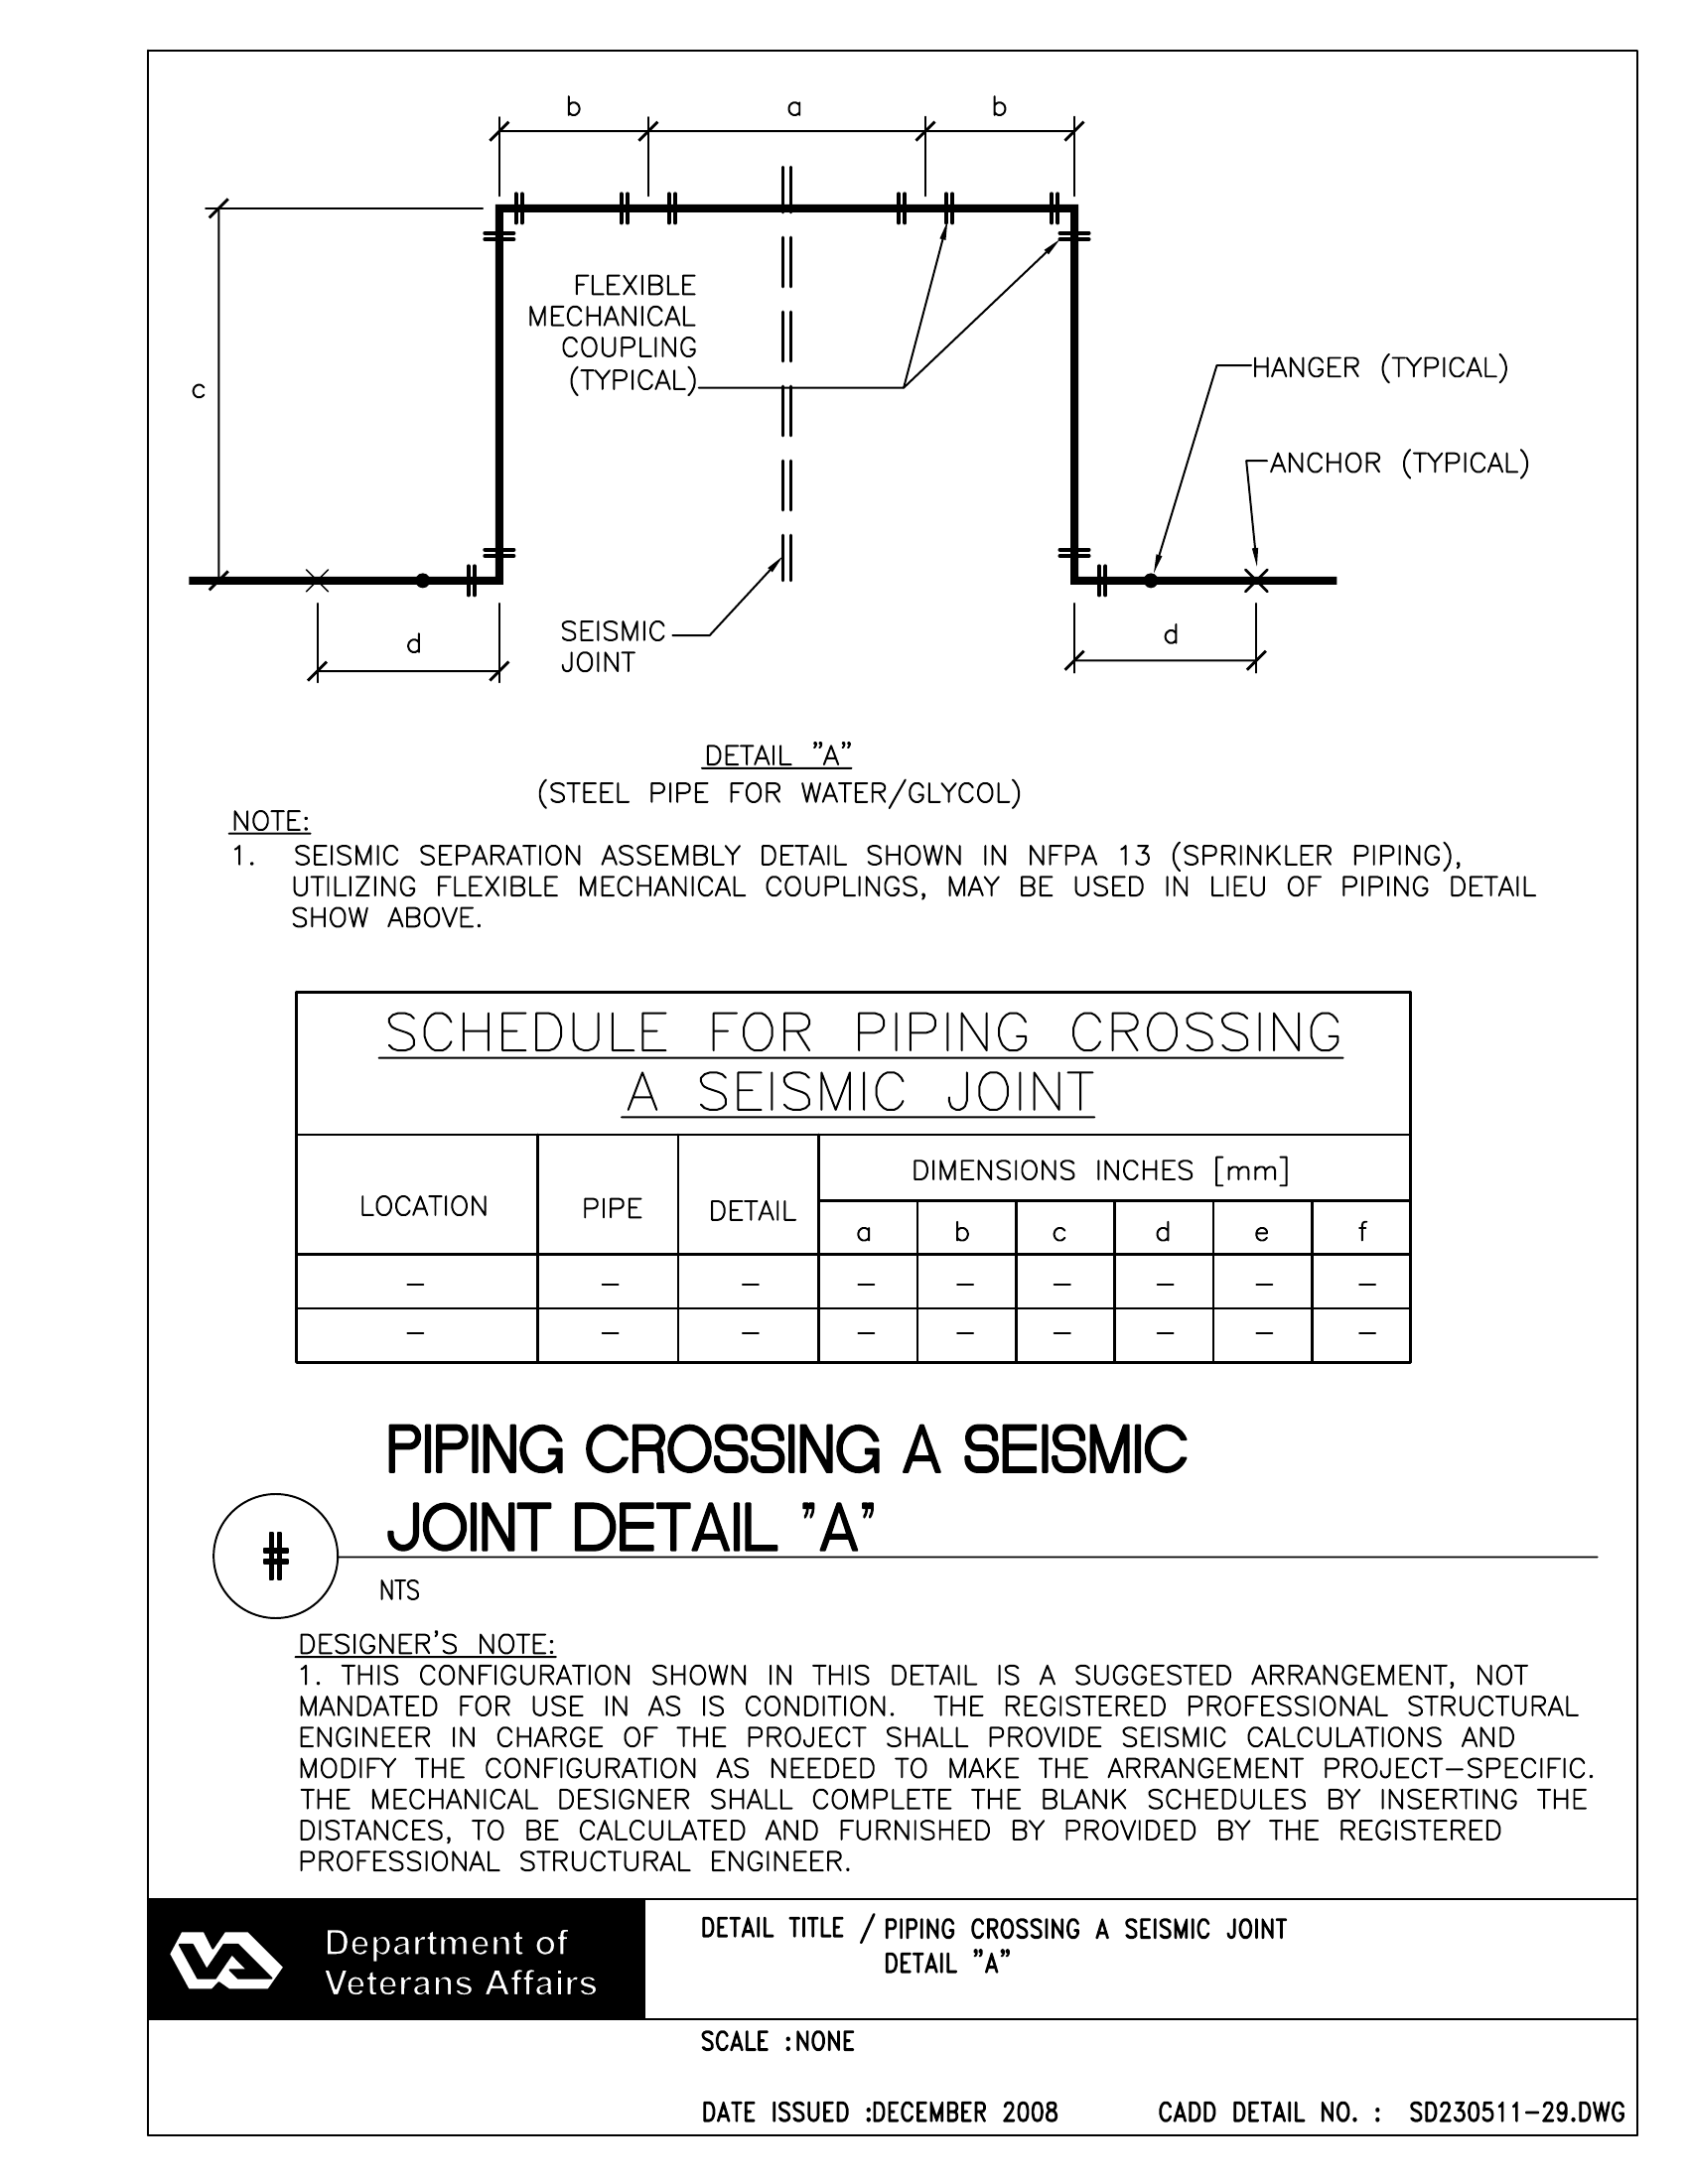 b a b
FLEXIBLE
MECHANICAL
COUPLING
(TYPICAL)
c
HANGER (TYPICAL)
ANCHOR (TYPICAL)
d
SEISMIC
JOINT
d
DETAIL "A"
(STEEL PIPE FOR WATER/GLYCOL)
NOTE:
1. SEISMIC SEPARATION ASSEMBLY DETAIL SHOWN IN NFPA 13 (SPRINKLER PIPING),
UTILIZING FLEXIBLE MECHANICAL COUPLINGS, MAY BE USED IN LIEU OF PIPING DETAIL
SHOW ABOVE.
SCHEDULE FOR PIPING CROSSING
A SEISMIC JOINT
LOCATION PIPE DETAIL DIMENSIONS INCHES [mm]
a b c d e f
– – – – – – – – –
– – – – – – – – –
PIPING CROSSING A SEISMIC
JOINT DETAIL "A"
#
NTS
DESIGNER'S NOTE:
1. THIS CONFIGURATION SHOWN IN THIS DETAIL IS A SUGGESTED ARRANGEMENT, NOT
MANDATED FOR USE IN AS IS CONDITION. THE REGISTERED PROFESSIONAL STRUCTURAL
ENGINEER IN CHARGE OF THE PROJECT SHALL PROVIDE SEISMIC CALCULATIONS AND
MODIFY THE CONFIGURATION AS NEEDED TO MAKE THE ARRANGEMENT PROJECT-SPECIFIC.
THE MECHANICAL DESIGNER SHALL COMPLETE THE BLANK SCHEDULES BY INSERTING THE
DISTANCES, TO BE CALCULATED AND FURNISHED BY PROVIDED BY THE REGISTERED
PROFESSIONAL STRUCTURAL ENGINEER.
VA
Department of
Veterans Affairs
DETAIL TITLE / PIPING CROSSING A SEISMIC JOINT
DETAIL "A"
SCALE :NONE
DATE ISSUED :DECEMBER 2008 CADD DETAIL NO. : SD230511-29.DWG